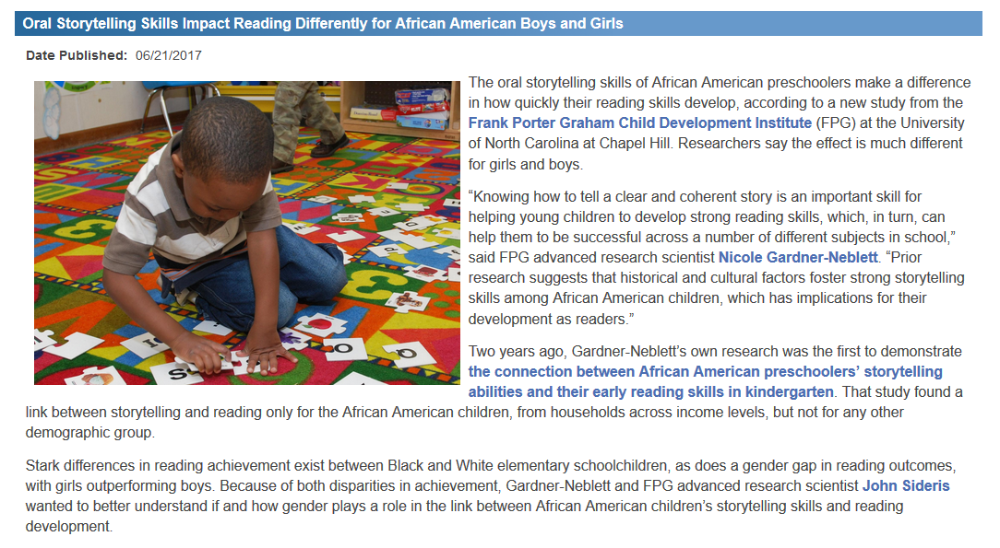 Oral Storytelling Skills Impact Reading Differently for African American Boys and Girls
Date Published: 06/21/2017
The oral storytelling skills of African American preschoolers make a difference
in how quickly their reading skills develop, according to a new study from the
Frank Porter Graham Child Development Institute (FPG) at the University
of North Carolina at Chapel Hill. Researchers say the effect is much different
for girls and boys.
“Knowing how to tell a clear and coherent story is an important skill for
helping young children to develop strong reading skills, which, in turn, can
help them to be successful across a number of different subjects in school,”
said FPG advanced research scientist Nicole Gardner-Neblett. “Prior
research suggests that historical and cultural factors foster strong storytelling
skills among African American children, which has implications for their
development as readers.”
Two years ago, Gardner-Neblett’s own research was the first to demonstrate
the connection between African American preschoolers’ storytelling
abilities and their early reading skills in kindergarten. That study found a
link between storytelling and reading only for the African American children, from households across income levels, but not for any other
demographic group.
Stark differences in reading achievement exist between Black and White elementary schoolchildren, as does a gender gap in reading outcomes,
with girls outperforming boys. Because of both disparities in achievement, Gardner-Neblett and FPG advanced research scientist John Sideris
wanted to better understand if and how gender plays a role in the link between African American children’s storytelling skills and reading
development.